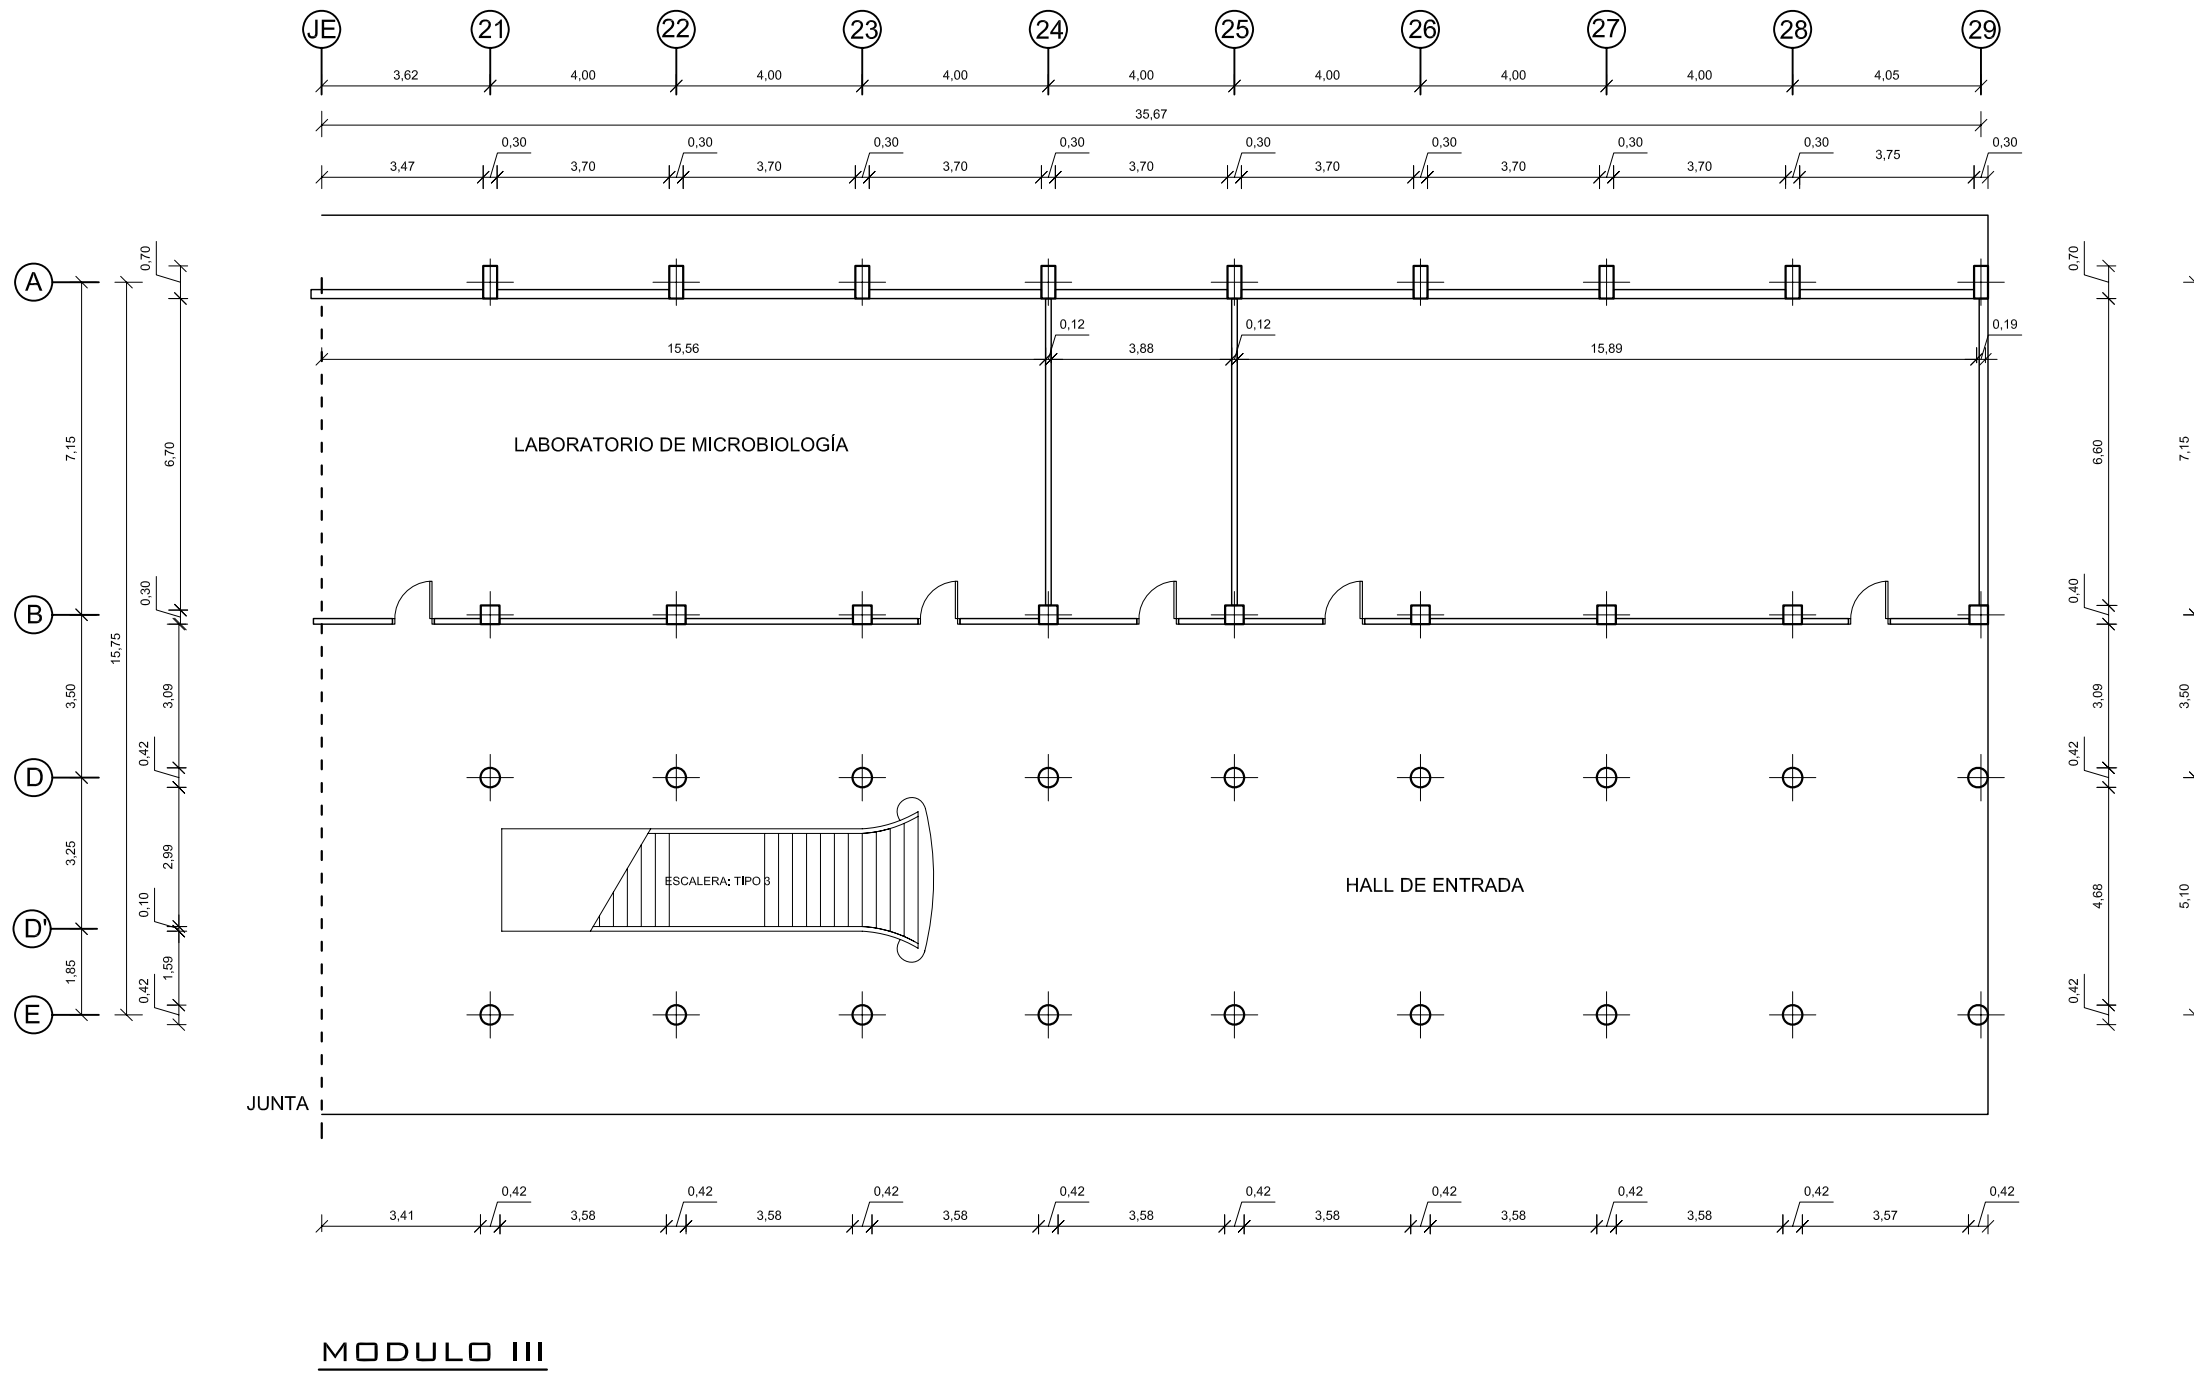 JE 21 22 23 24 25 26 27 28 29
3,62 4,00 4,00 4,00 4,00 4,00 4,00 4,00 4,05
35,67
0,30 0,30 0,30 0,30 0,30 0,30 0,30 0,30 0,30
3,47 3,70 3,70 3,70 3,70 3,70 3,70 3,70 3,75
A 0,70 0,70
0,12 0,12 0,19
15,56 3,88 15,89
LABORATORIO DE MICROBIOLOGÍA
7,15 6,70 6,60 7,15
B 0,30 0,40
15,75
3,50 3,09 3,09 3,50
D 0,42 0,42
3,25 2,99
ESCALERA: TIPO 3
HALL DE ENTRADA
4,68 5,10
D' 0,10
1,85 1,59
E 0,42 0,42
JUNTA
0,42 0,42 0,42 0,42 0,42 0,42 0,42 0,42 0,42
3,41 3,58 3,58 3,58 3,58 3,58 3,58 3,58 3,57
MODULO III